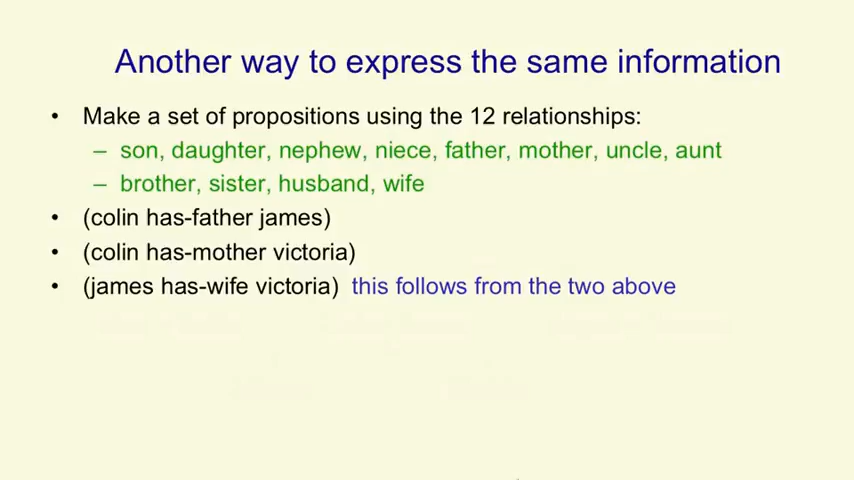 Another way to express the same information
• Make a set of propositions using the 12 relationships:
– son, daughter, nephew, niece, father, mother, uncle, aunt
– brother, sister, husband, wife
• (colin has-father james)
• (colin has-mother victoria)
• (james has-wife victoria) this follows from the two above